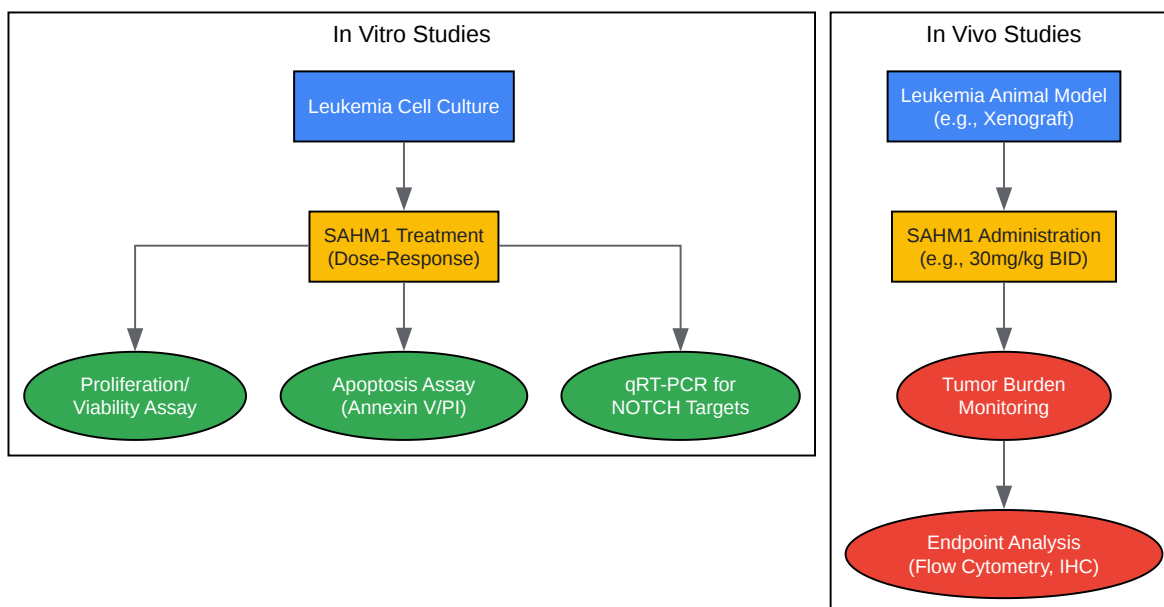 In Vitro Studies
Leukemia Cell Culture
SAHM1 Treatment
(Dose-Response)
Proliferation/
Viability Assay
Apoptosis Assay
(Annexin V/PI)
qRT-PCR for
NOTCH Targets
In Vivo Studies
Leukemia Animal Model
(e.g., Xenograft)
SAHM1 Administration
(e.g., 30mg/kg BID)
Tumor Burden
Monitoring
Endpoint Analysis
(Flow Cytometry, IHC)